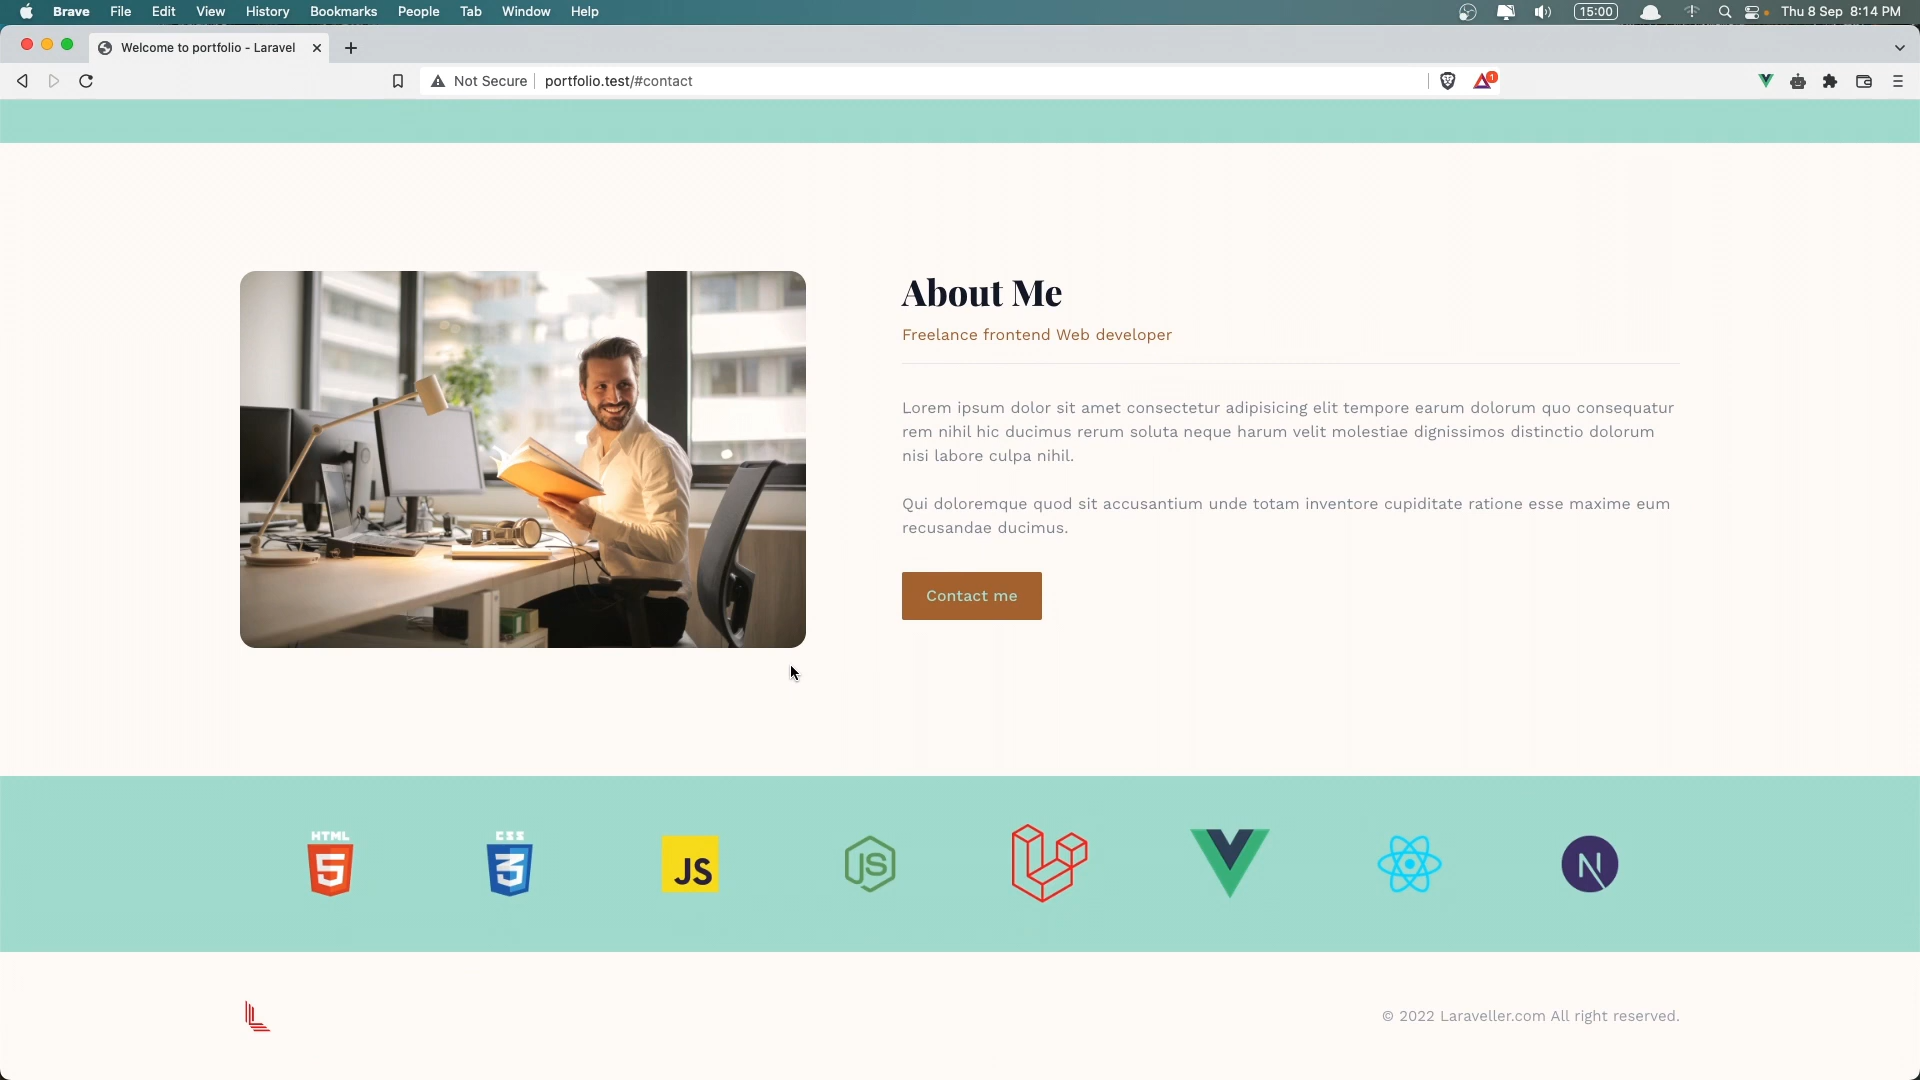 Brave File Edit View History Bookmarks People Tab Window Help 15:00 Thu 8 Sep 8:14 PM
Welcome to portfolio - Laravel
Not Secure portfolio.test/#contact 1
About Me
Freelance frontend Web developer
Lorem ipsum dolor sit amet consectetur adipisicing elit tempore earum dolorum quo consequatur
rem nihil hic ducimus rerum soluta neque harum velit molestiae dignissimos distinctio dolorum
nisi labore culpa nihil.
Qui doloremque quod sit accusantium unde totam inventore cupiditate ratione esse maxime eum
recusandae ducimus.
Contact me
HTML 5 CSS 3 JS JS N
© 2022 Laraveller.com All right reserved.